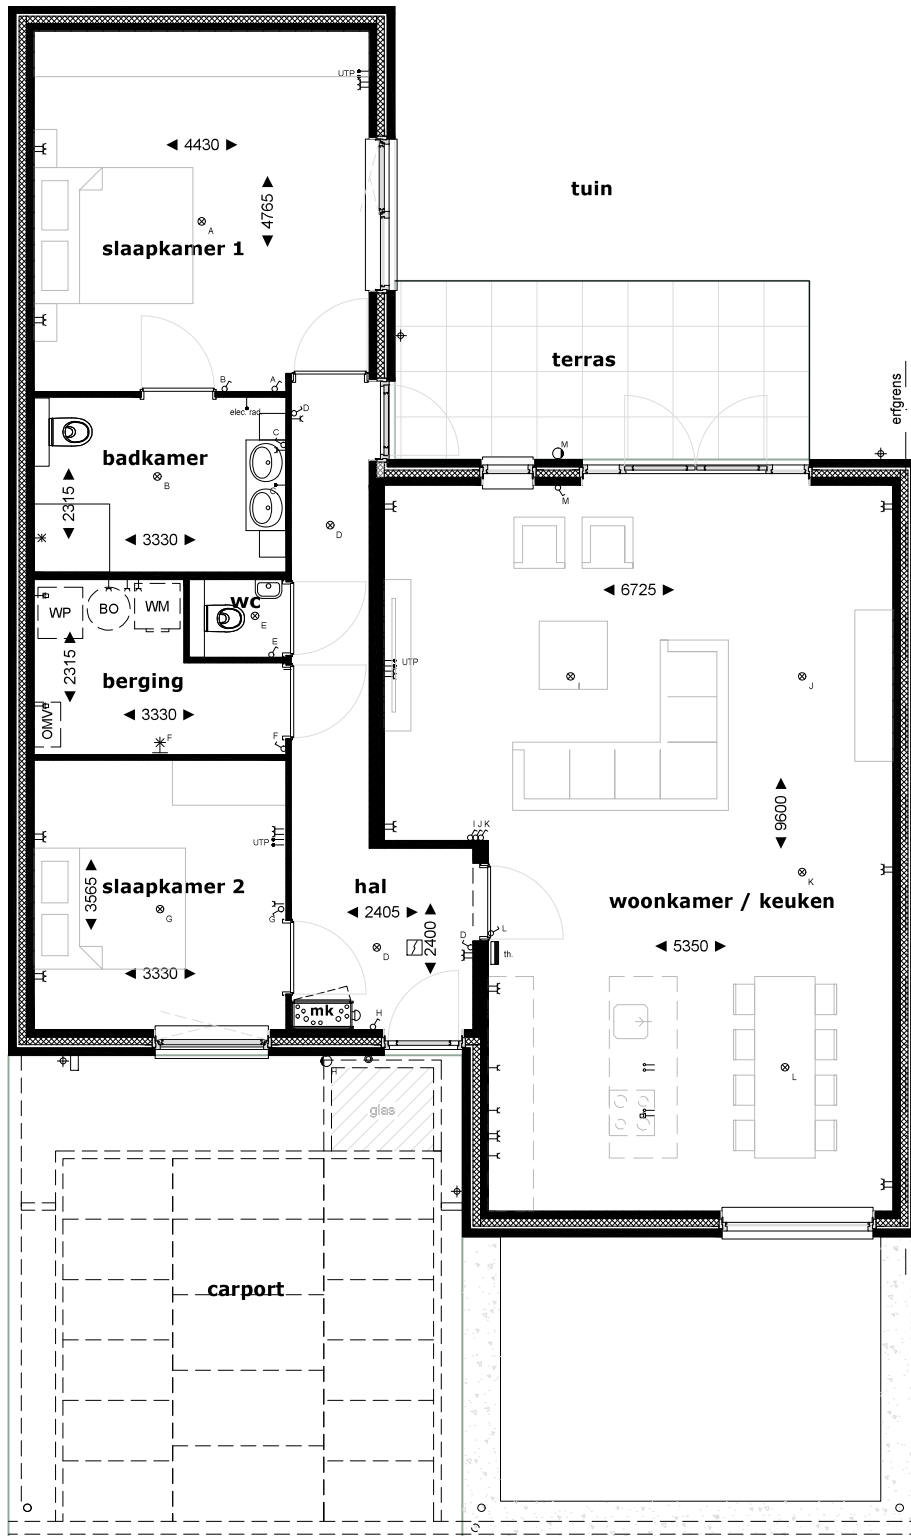 UTP
4430
4765
A
slaapkamer 1
tuin
terras
erfgrens
B
A
elec. rad.
D
C
badkamer
B
2315
3330
C
D
M
M
WP
BO
WM
wc
E
E
2315
berging
3330
OMV
F
F
6725
UTP
I
J
9600
I J K
UTP
slaapkamer 2
3565
G
G
3330
hal
2405
2400
D
D
L
th.
woonkamer / keuken
K
5350
mk
H
H
glas
L
carport